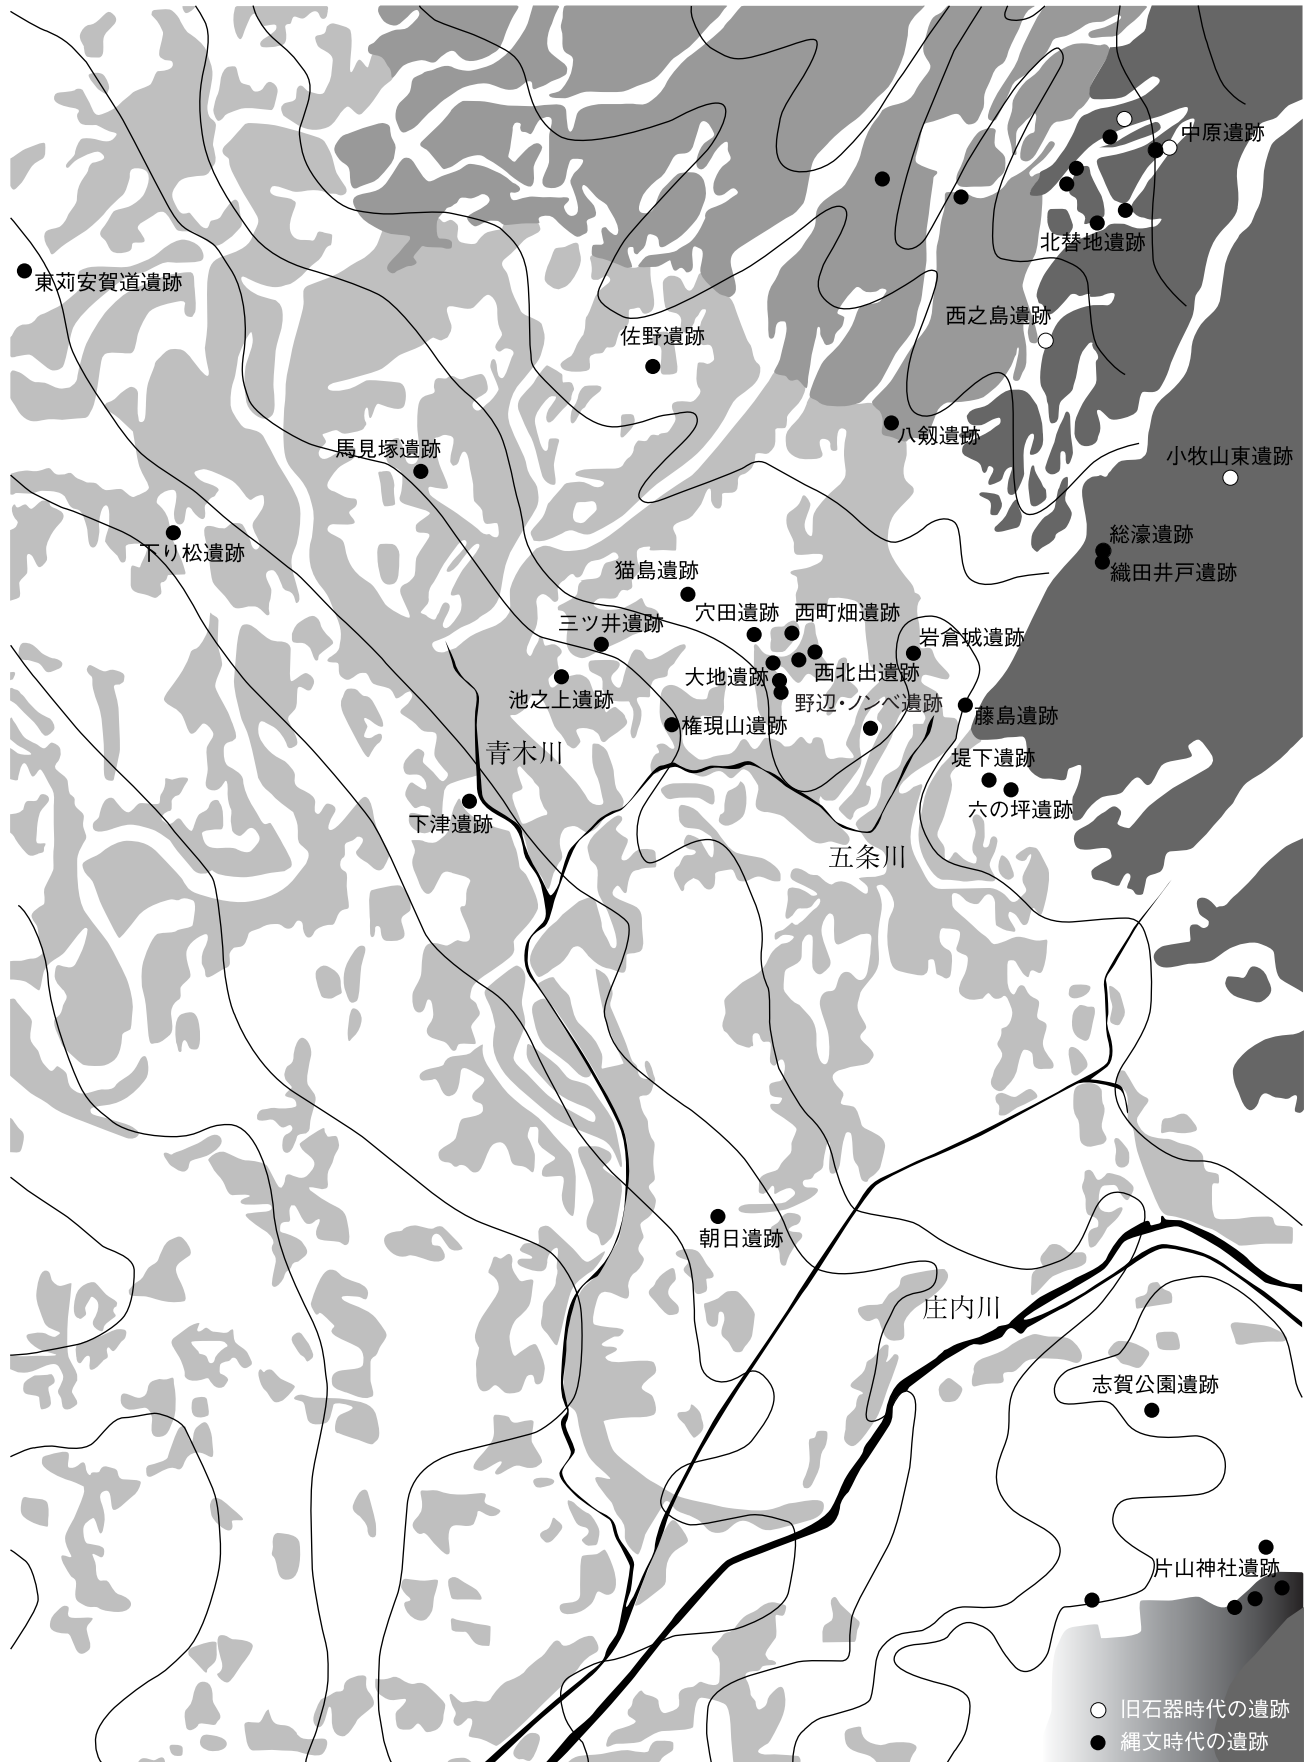 中原遺跡
北替地遺跡
東苅安賀道遺跡
西之島遺跡
佐野遺跡
八剱遺跡
馬見塚遺跡
小牧山東遺跡
総濠遺跡
下り松遺跡
織田井戸遺跡
猫島遺跡
穴田遺跡
西町畑遺跡
三ツ井遺跡
岩倉城遺跡
大地遺跡
西北出遺跡
池之上遺跡
野辺・ノンベ遺跡
藤島遺跡
権現山遺跡
青木川
堤下遺跡
六の坪遺跡
下津遺跡
五条川
朝日遺跡
庄内川
志賀公園遺跡
片山神社遺跡
旧石器時代の遺跡
縄文時代の遺跡